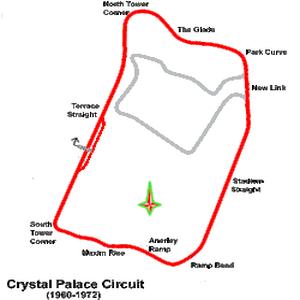 North Tower
Corner
The Glade
Park Curve
New Link
Terrace
Straight
Stadium
Straight
South
Tower
Corner
Maxim Rise
Anerley
Ramp
Ramp Bend
Crystal Palace Circuit
(1960-1972)